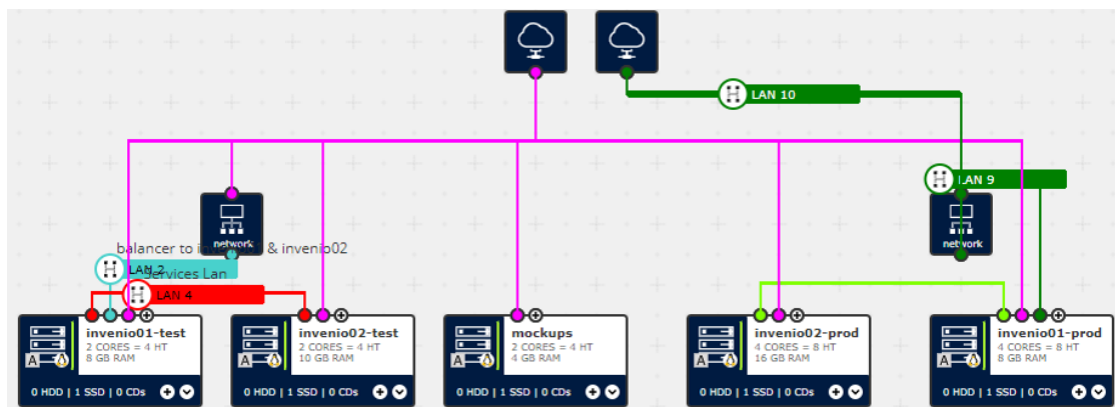 LAN 10
LAN 9
network
network
balancer to invenio01 & invenio02
LAN 2
Services Lan
LAN 4
invenio01-test
2 CORES = 4 HT
8 GB RAM
0 HDD | 1 SSD | 0 CDs
A
invenio02-test
2 CORES = 4 HT
10 GB RAM
0 HDD | 1 SSD | 0 CDs
A
mockups
2 CORES = 4 HT
4 GB RAM
0 HDD | 1 SSD | 0 CDs
A
invenio02-prod
4 CORES = 8 HT
16 GB RAM
0 HDD | 1 SSD | 0 CDs
A
invenio01-prod
4 CORES = 8 HT
8 GB RAM
0 HDD | 1 SSD | 0 CDs
A